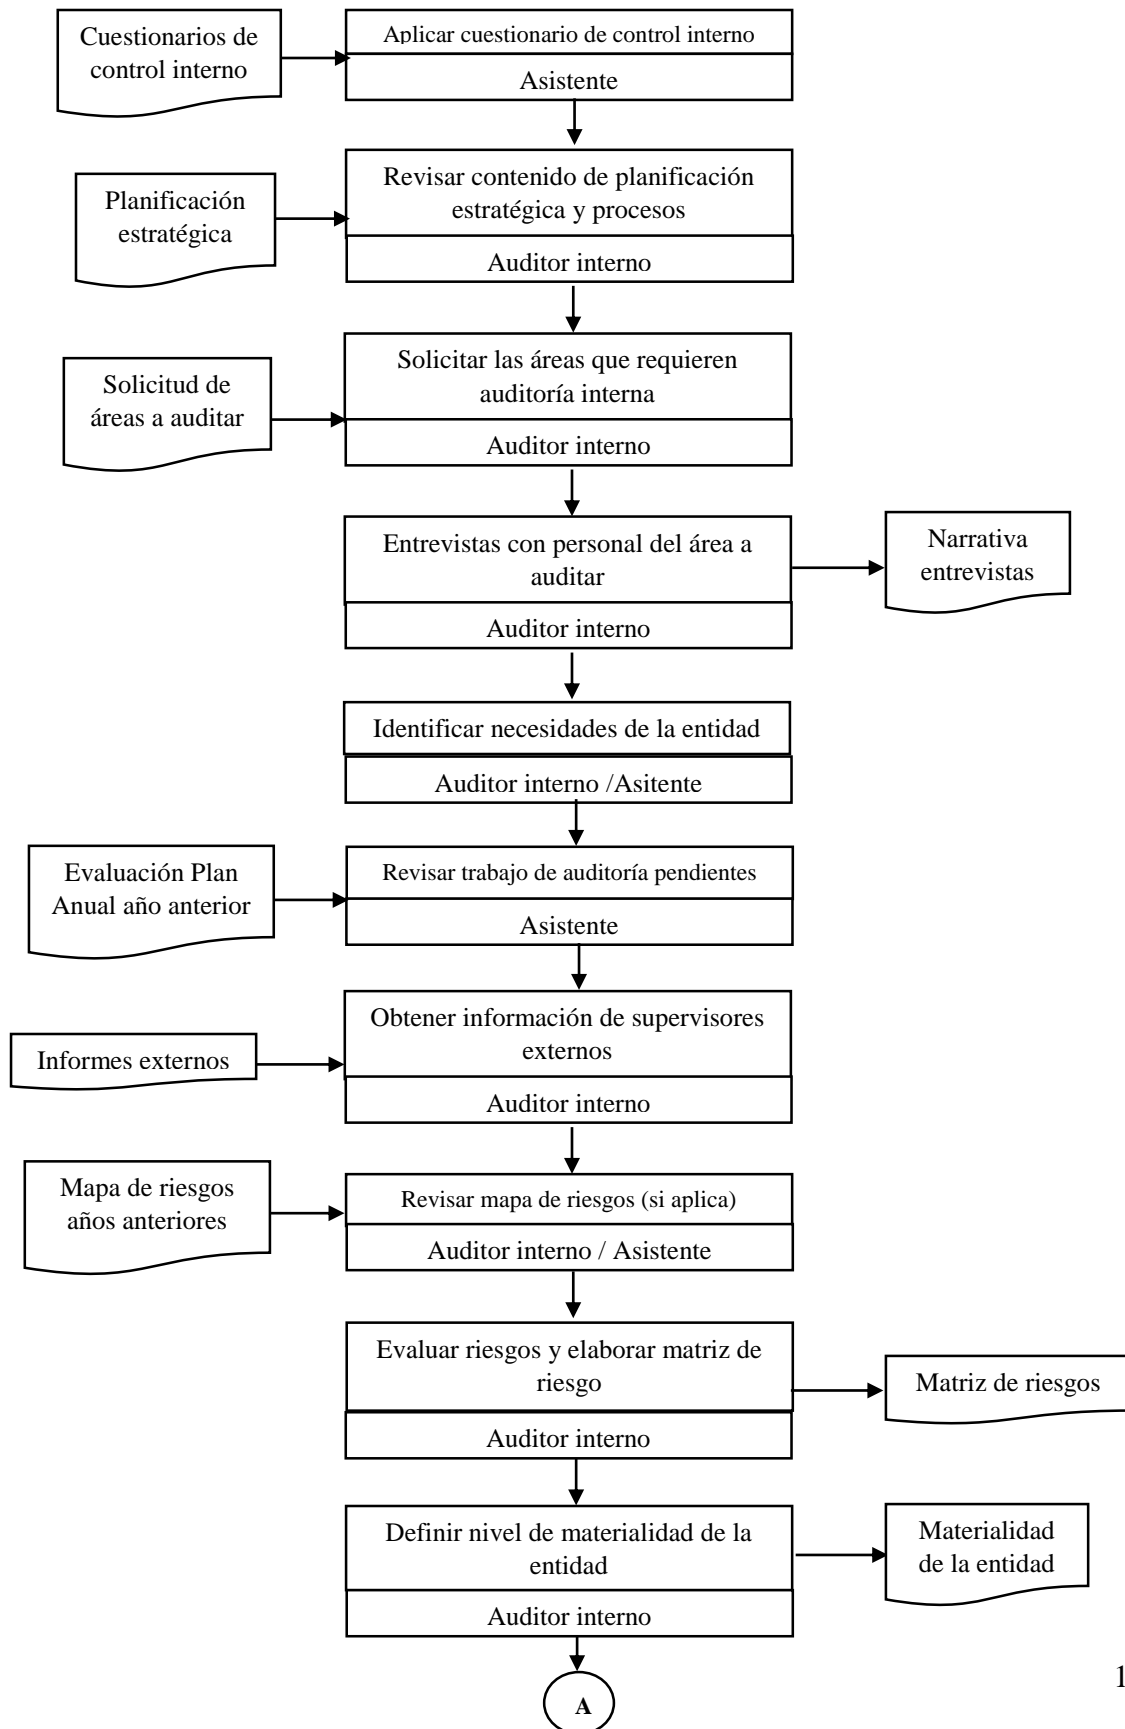 Cuestionarios de
control interno
Aplicar cuestionario de control interno
Asistente
Planificación
estratégica
Revisar contenido de planificación
estratégica y procesos
Auditor interno
Solicitud de
áreas a auditar
Solicitar las áreas que requieren
auditoría interna
Auditor interno
Entrevistas con personal del área a
auditar
Auditor interno
Narrativa
entrevistas
Identificar necesidades de la entidad
Auditor interno /Asitente
Evaluación Plan
Anual año anterior
Revisar trabajo de auditoría pendientes
Asistente
Informes externos
Obtener información de supervisores
externos
Auditor interno
Mapa de riesgos
años anteriores
Revisar mapa de riesgos (si aplica)
Auditor interno / Asistente
Evaluar riesgos y elaborar matriz de
riesgo
Auditor interno
Matriz de riesgos
Definir nivel de materialidad de la
entidad
Auditor interno
Materialidad
de la entidad
A
1